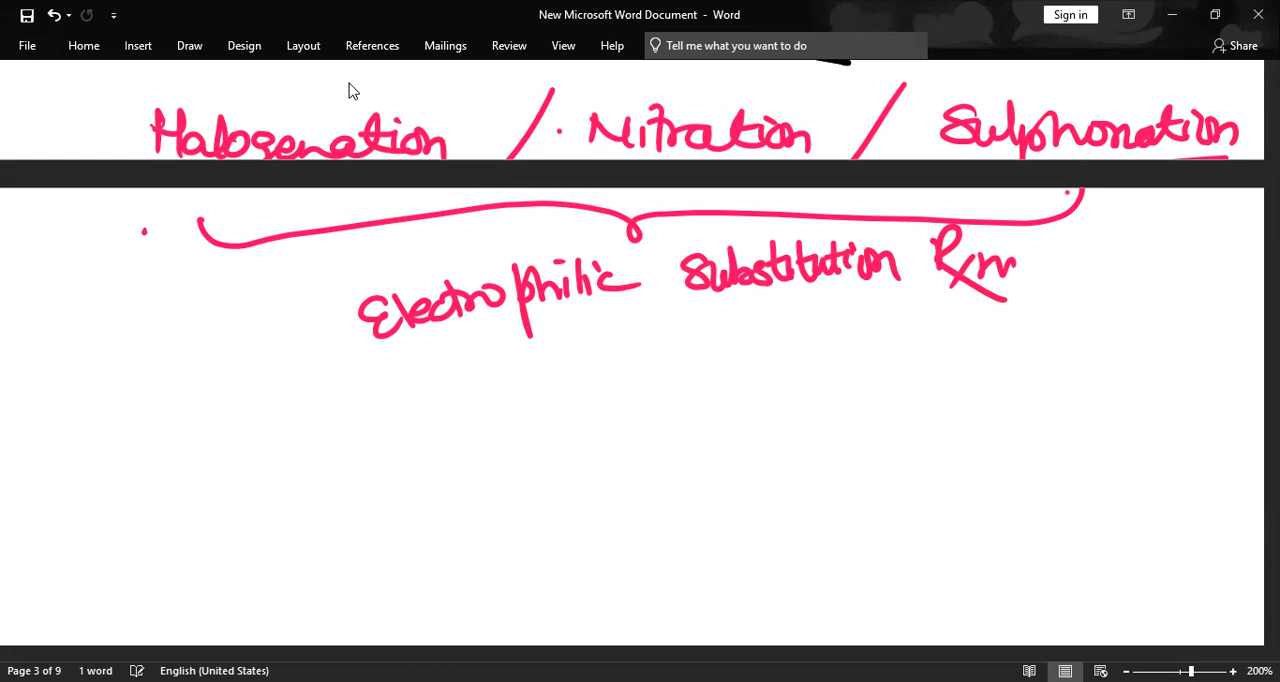 New Microsoft Word Document - Word
Sign in
File Home Insert Draw Design Layout References Mailings Review View Help Tell me what you want to do Share
Halogenation / Nitration / Sulphonation
Electrophilic Substitution Rxn
Page 3 of 9 1 word English (United States) 200%